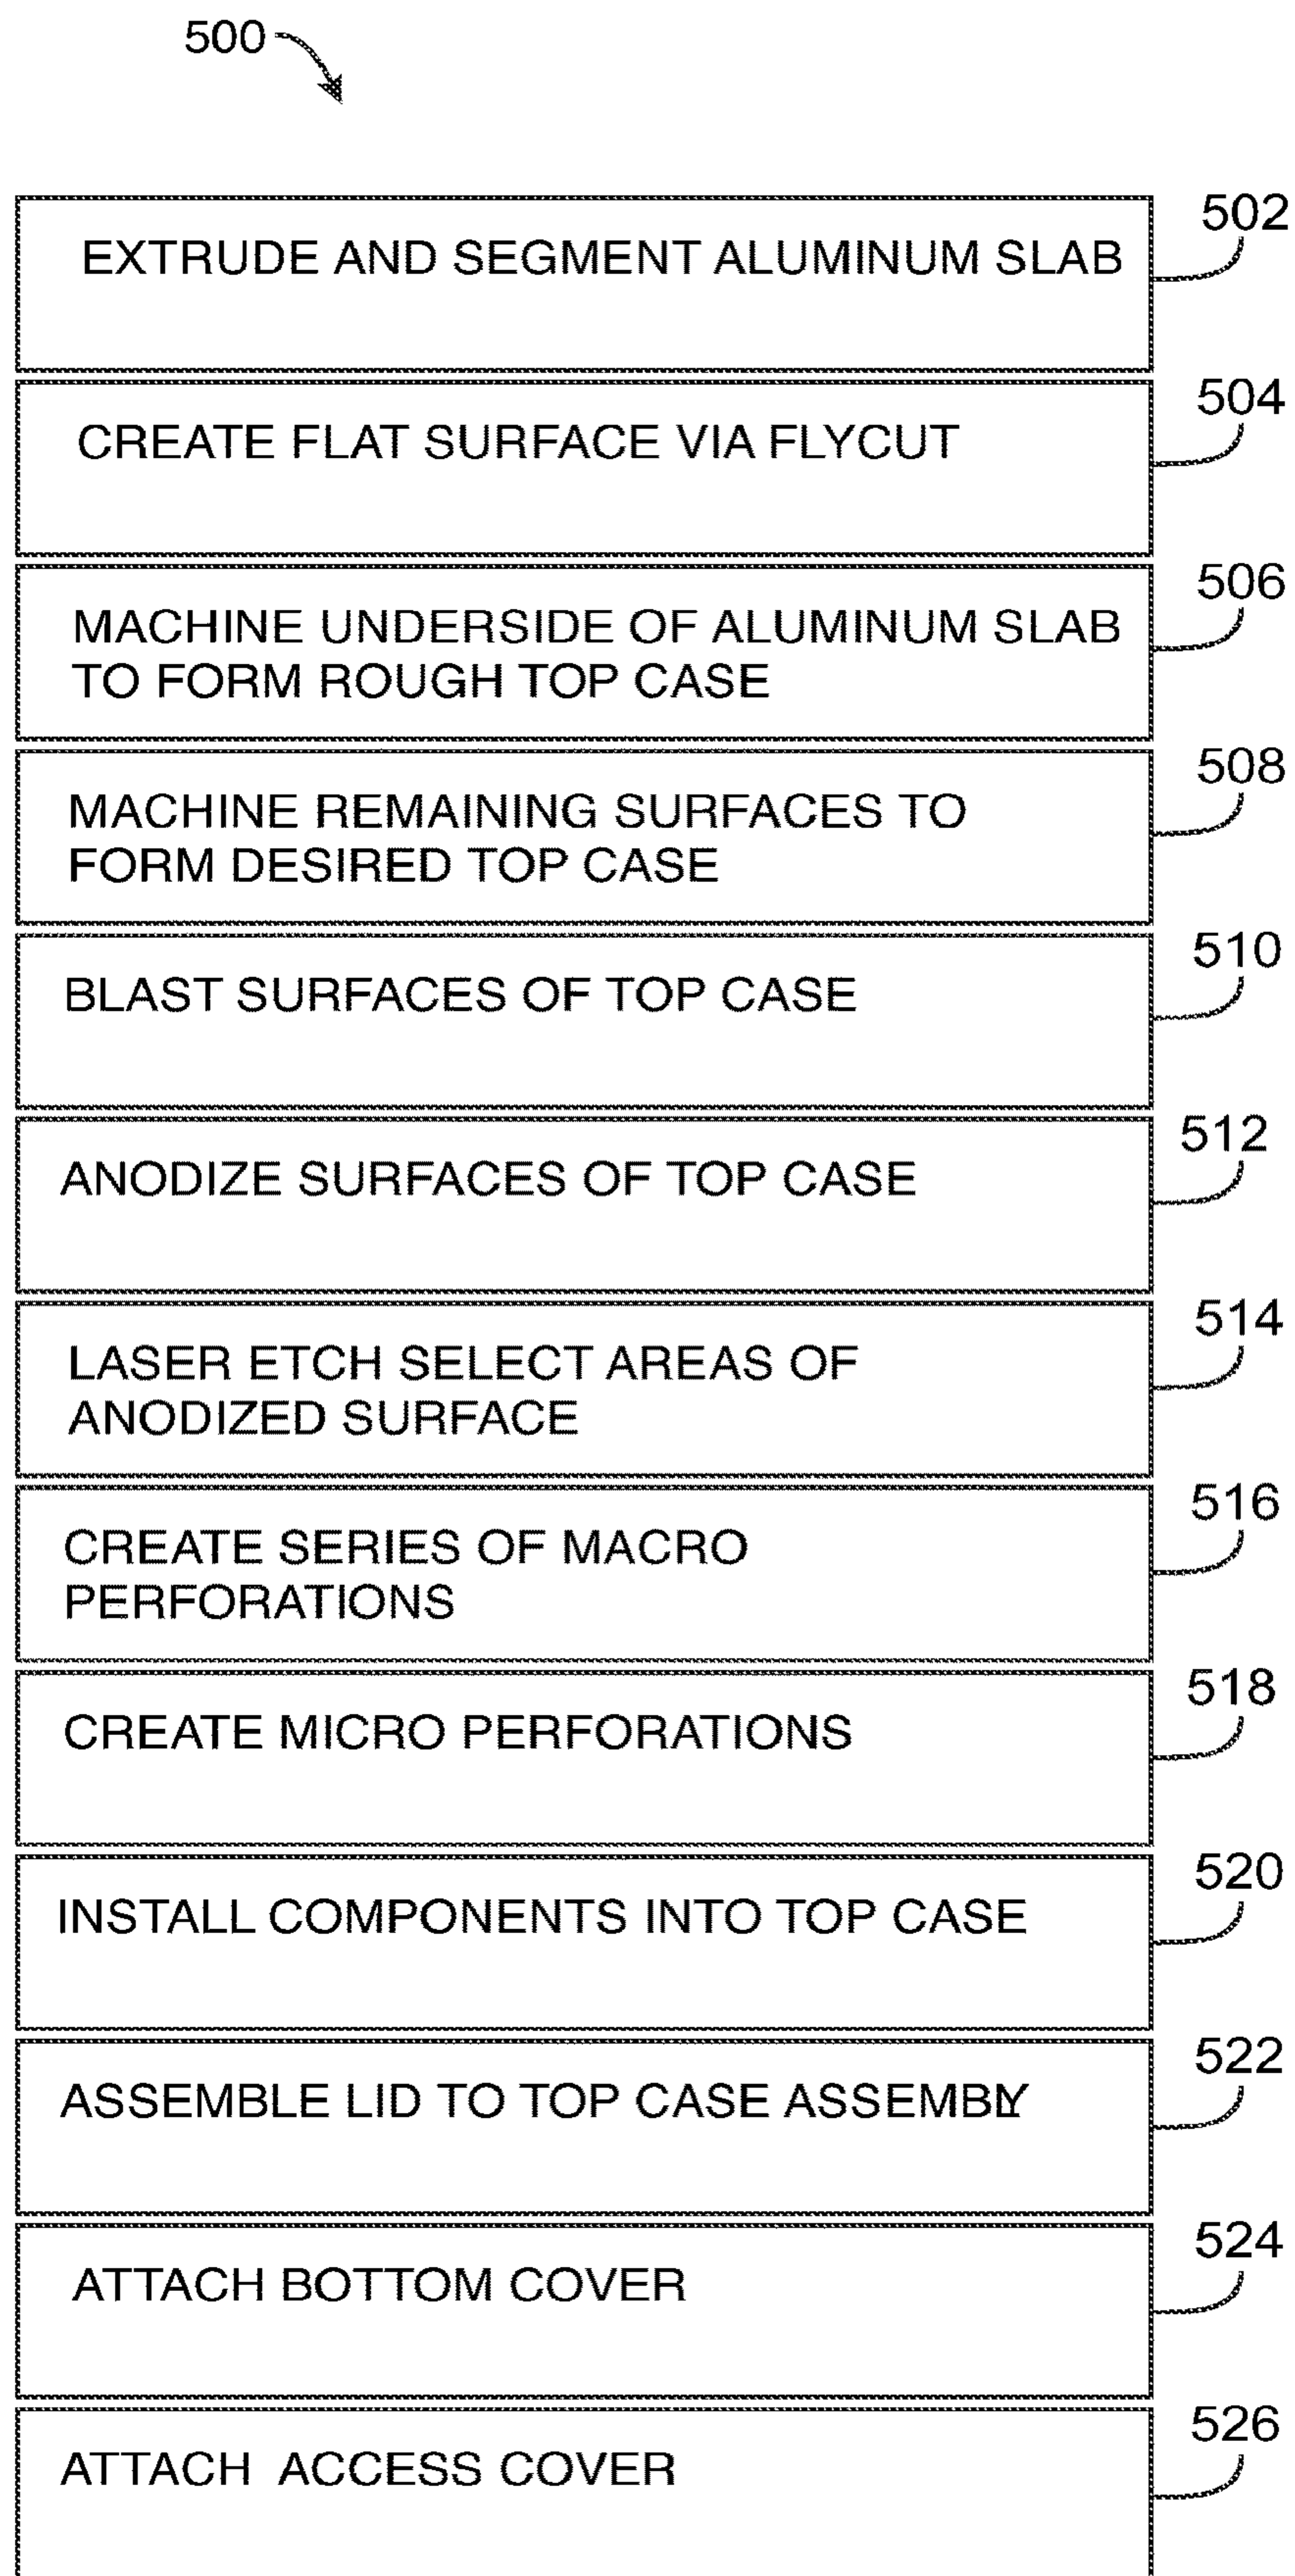 500
502
EXTRUDE AND SEGMENT ALUMINUM SLAB
504
CREATE FLAT SURFACE VIA FLYCUT
506
MACHINE UNDERSIDE OF ALUMINUM SLAB
TO FORM ROUGH TOP CASE
508
MACHINE REMAINING SURFACES TO
FORM DESIRED TOP CASE
510
BLAST SURFACES OF TOP CASE
512
ANODIZE SURFACES OF TOP CASE
514
LASER ETCH SELECT AREAS OF
ANODIZED SURFACE
516
CREATE SERIES OF MACRO
PERFORATIONS
518
CREATE MICRO PERFORATIONS
520
INSTALL COMPONENTS INTO TOP CASE
522
ASSEMBLE LID TO TOP CASE ASSEMBLY
524
ATTACH BOTTOM COVER
526
ATTACH ACCESS COVER